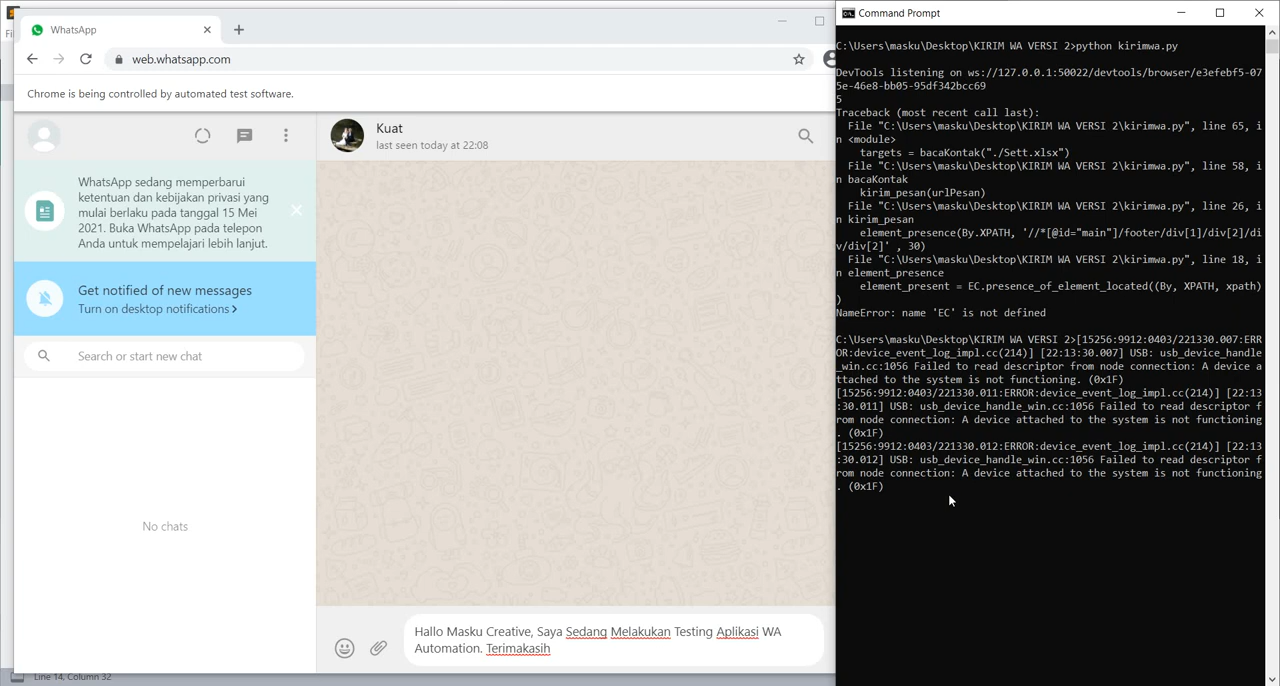 WhatsApp
web.whatsapp.com
Chrome is being controlled by automated test software.
Kuat
last seen today at 22:08
WhatsApp sedang memperbarui
ketentuan dan kebijakan privasi yang
mulai berlaku pada tanggal 15 Mei
2021. Buka WhatsApp pada telepon
Anda untuk mempelajari lebih lanjut.
Get notified of new messages
Turn on desktop notifications >
Search or start new chat
No chats
Hallo Masku Creative, Saya Sedang Melakukan Testing Aplikasi WA
Automation. Terimakasih
Line 14, Column 32
Command Prompt
C:\Users\masku\Desktop\KIRIM WA VERSI 2>python kirimwa.py
DevTools listening on ws://127.0.0.1:50022/devtools/browser/e3efebf5-07
5e-46e8-bb05-95df342bcc69
5
Traceback (most recent call last):
File "C:\Users\masku\Desktop\KIRIM WA VERSI 2\kirimwa.py", line 65, i
n <module>
targets = bacaKontak("./Sett.xlsx")
File "C:\Users\masku\Desktop\KIRIM WA VERSI 2\kirimwa.py", line 58, i
n bacaKontak
kirim_pesan(urlPesan)
File "C:\Users\masku\Desktop\KIRIM WA VERSI 2\kirimwa.py", line 26, i
n kirim_pesan
element_presence(By.XPATH, '//*[@id="main"]/footer/div[1]/div[2]/di
v/div[2]' , 30)
File "C:\Users\masku\Desktop\KIRIM WA VERSI 2\kirimwa.py", line 18, i
n element_presence
element_present = EC.presence_of_element_located((By, XPATH, xpath)
)
NameError: name 'EC' is not defined
C:\Users\masku\Desktop\KIRIM WA VERSI 2>[15256:9912:0403/221330.007:ERR
OR:device_event_log_impl.cc(214)] [22:13:30.007] USB: usb_device_handle
_win.cc:1056 Failed to read descriptor from node connection: A device a
ttached to the system is not functioning. (0x1F)
[15256:9912:0403/221330.011:ERROR:device_event_log_impl.cc(214)] [22:13
:30.011] USB: usb_device_handle_win.cc:1056 Failed to read descriptor f
rom node connection: A device attached to the system is not functioning
. (0x1F)
[15256:9912:0403/221330.012:ERROR:device_event_log_impl.cc(214)] [22:13
:30.012] USB: usb_device_handle_win.cc:1056 Failed to read descriptor f
rom node connection: A device attached to the system is not functioning
. (0x1F)